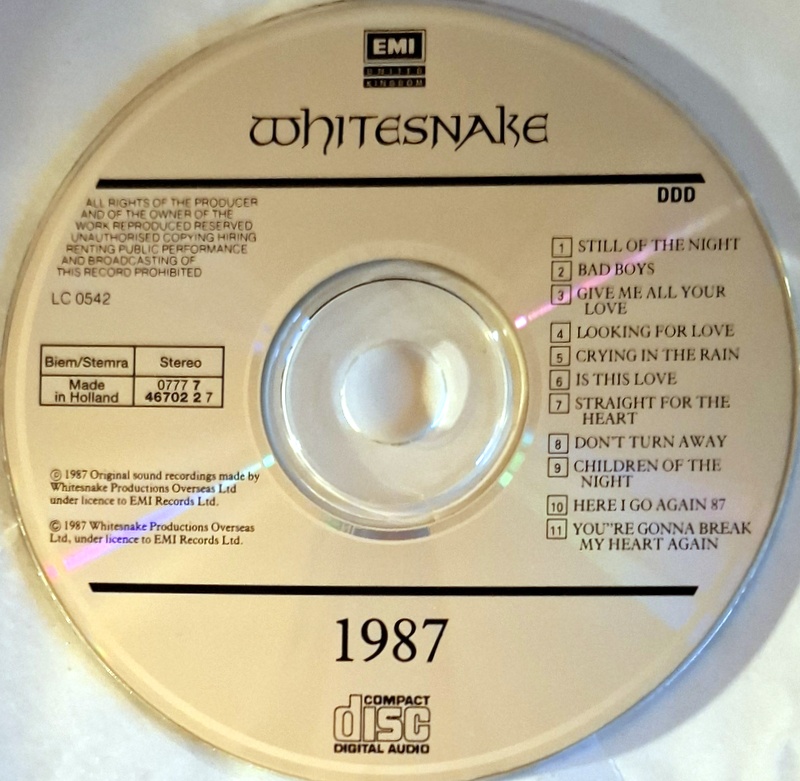 EMI
UNITED
KINGDOM
WHITESNAKE
DDD
ALL RIGHTS OF THE PRODUCER
AND OF THE OWNER OF THE
WORK REPRODUCED RESERVED
UNAUTHORISED COPYING HIRING
RENTING PUBLIC PERFORMANCE
AND BROADCASTING OF
THIS RECORD PROHIBITED
LC 0542
Biem/Stemra Stereo
Made 0777 7
in Holland 46702 2 7
℗ 1987 Original sound recordings made by
Whitesnake Productions Overseas Ltd
under licence to EMI Records Ltd.
© 1987 Whitesnake Productions Overseas
Ltd, under licence to EMI Records Ltd.
1 STILL OF THE NIGHT
2 BAD BOYS
3 GIVE ME ALL YOUR
LOVE
4 LOOKING FOR LOVE
5 CRYING IN THE RAIN
6 IS THIS LOVE
7 STRAIGHT FOR THE
HEART
8 DON'T TURN AWAY
9 CHILDREN OF THE
NIGHT
10 HERE I GO AGAIN 87
11 YOU''RE GONNA BREAK
MY HEART AGAIN
1987
COMPACT
disc
DIGITAL AUDIO